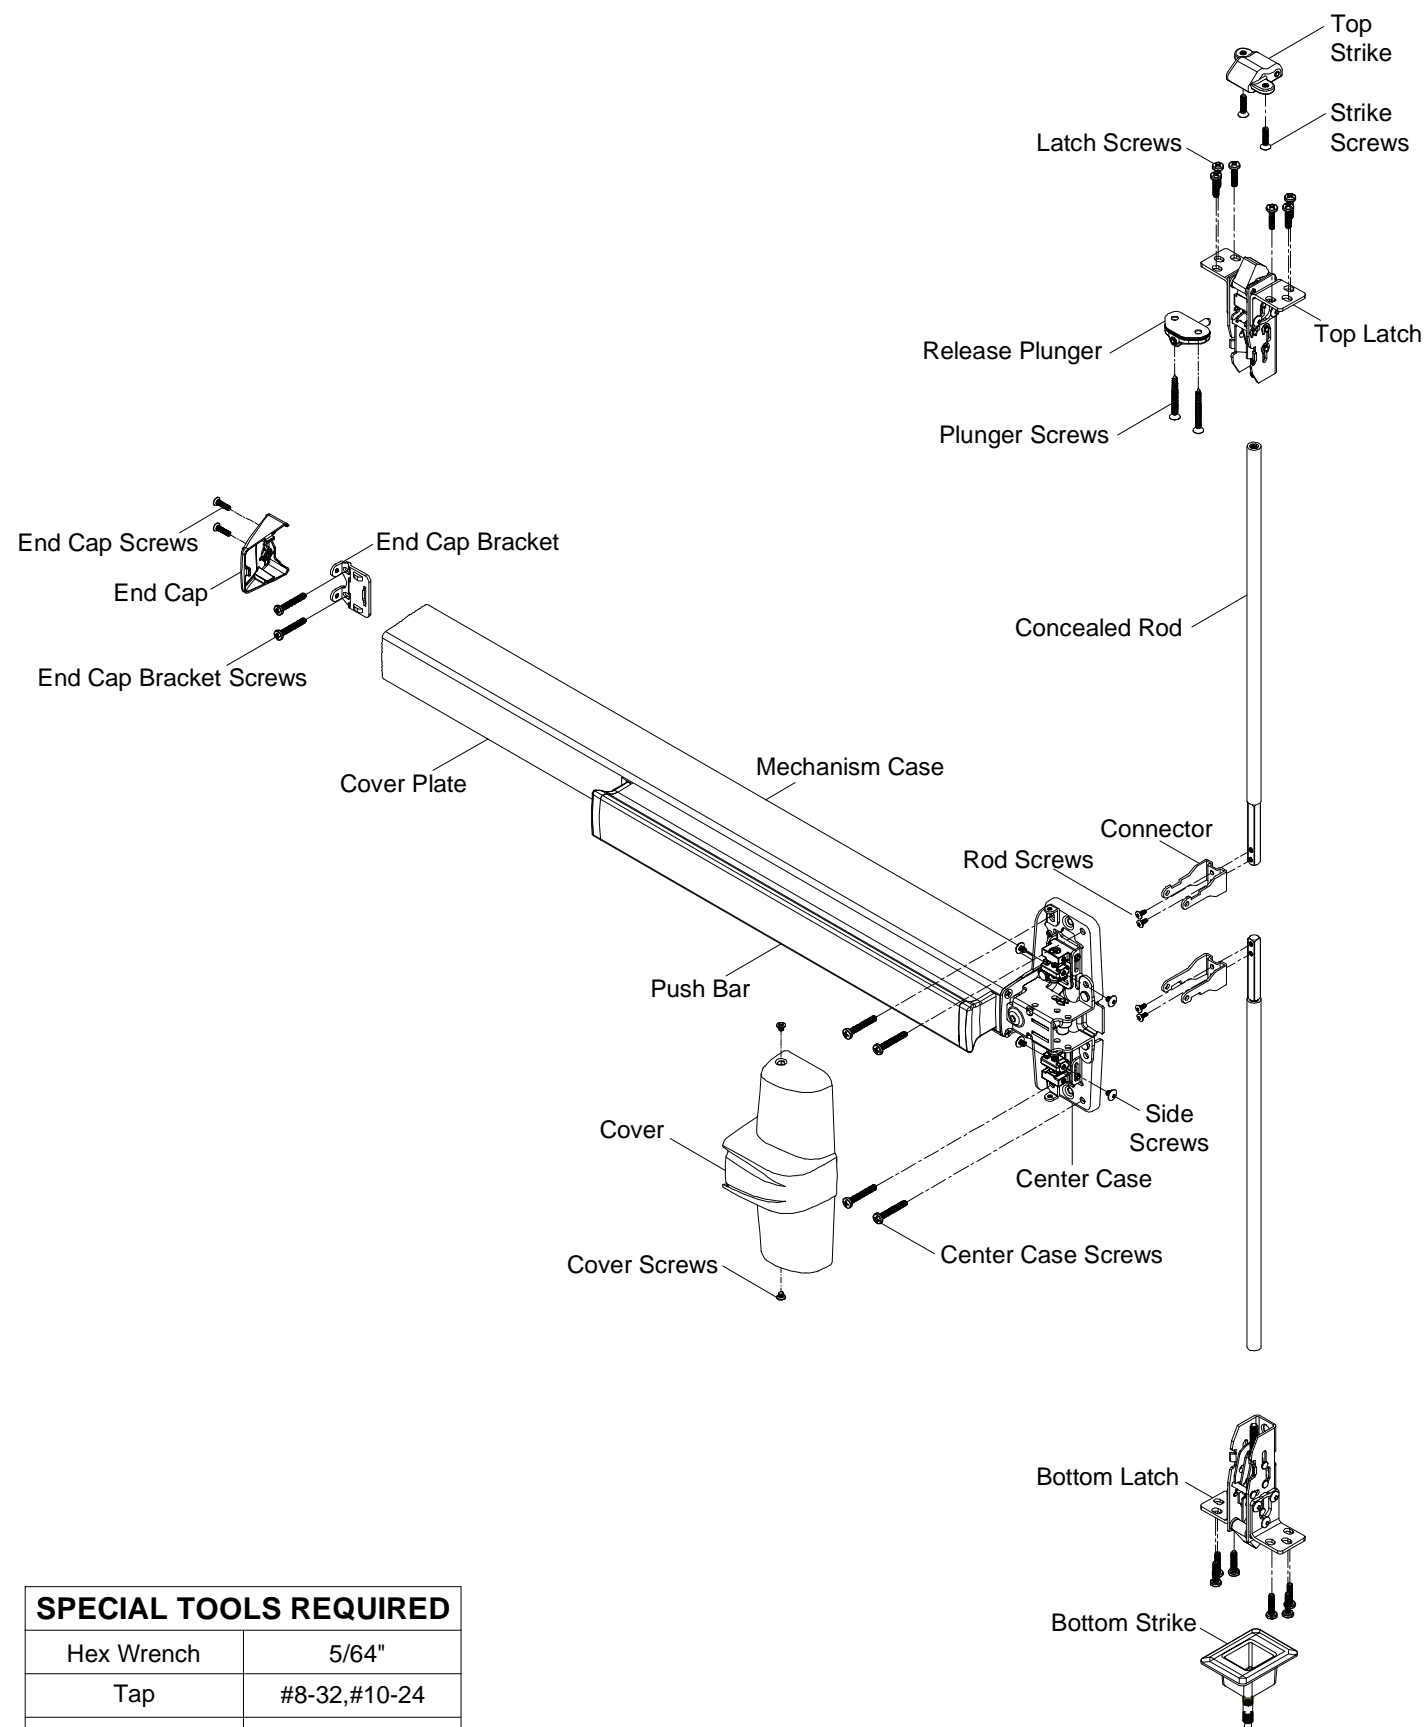 Top
Strike
Strike
Screws
Latch Screws
Top Latch
Release Plunger
Plunger Screws
End Cap Screws
End Cap Bracket
End Cap
Concealed Rod
End Cap Bracket Screws
Mechanism Case
Cover Plate
Connector
Rod Screws
Push Bar
Side
Screws
Cover
Center Case
Center Case Screws
Cover Screws
Bottom Latch
Bottom Strike
SPECIAL TOOLS REQUIRED
Hex Wrench 5/64"
Tap #8-32,#10-24